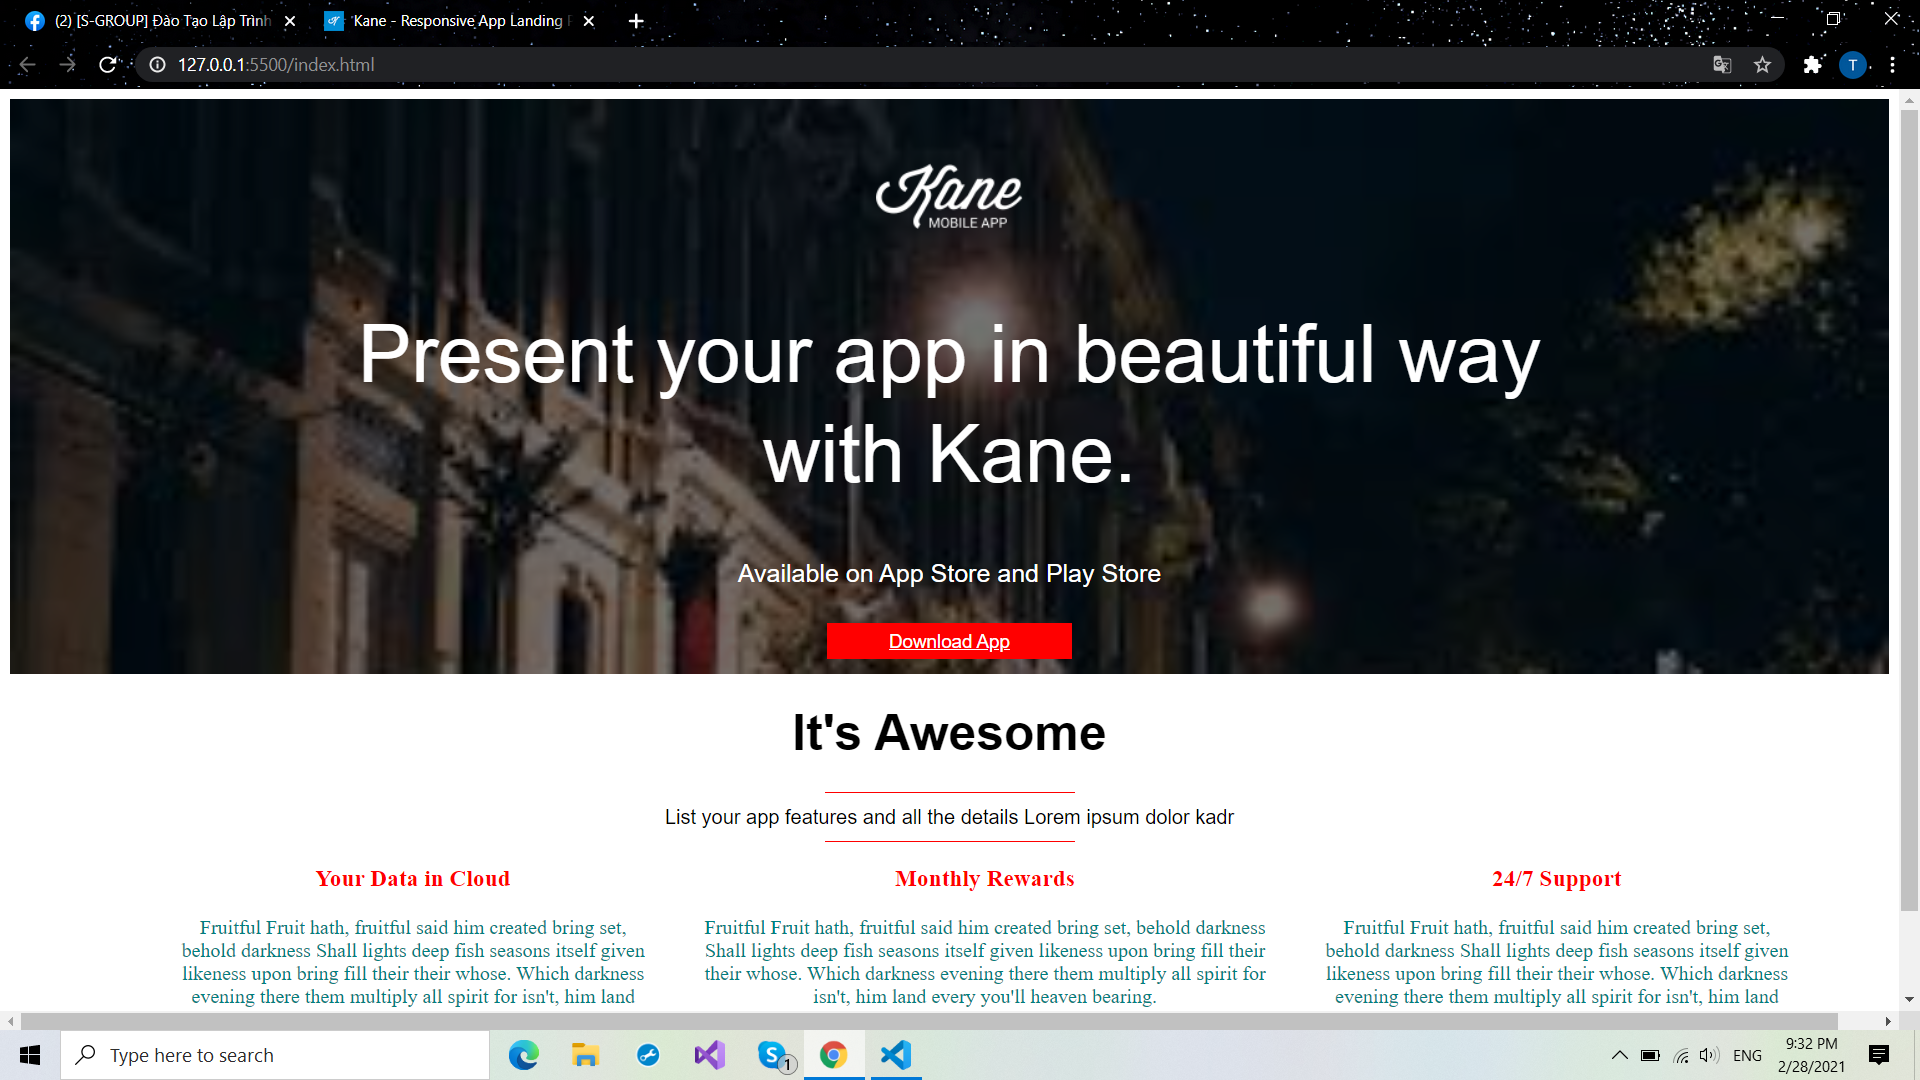 (2) [S-GROUP] Đào Tạo Lập Trình
Kane - Responsive App Landing
127.0.0.1:5500/index.html
T
Kane
MOBILE APP
Present your app in beautiful way
with Kane.
Available on App Store and Play Store
Download App
It's Awesome
List your app features and all the details Lorem ipsum dolor kadr
Your Data in Cloud
Fruitful Fruit hath, fruitful said him created bring set,
behold darkness Shall lights deep fish seasons itself given
likeness upon bring fill their their whose. Which darkness
evening there them multiply all spirit for isn't, him land
Monthly Rewards
Fruitful Fruit hath, fruitful said him created bring set, behold darkness
Shall lights deep fish seasons itself given likeness upon bring fill their
their whose. Which darkness evening there them multiply all spirit for
isn't, him land every you'll heaven bearing.
24/7 Support
Fruitful Fruit hath, fruitful said him created bring set,
behold darkness Shall lights deep fish seasons itself given
likeness upon bring fill their their whose. Which darkness
evening there them multiply all spirit for isn't, him land
Type here to search
1
ENG
9:32 PM
2/28/2021